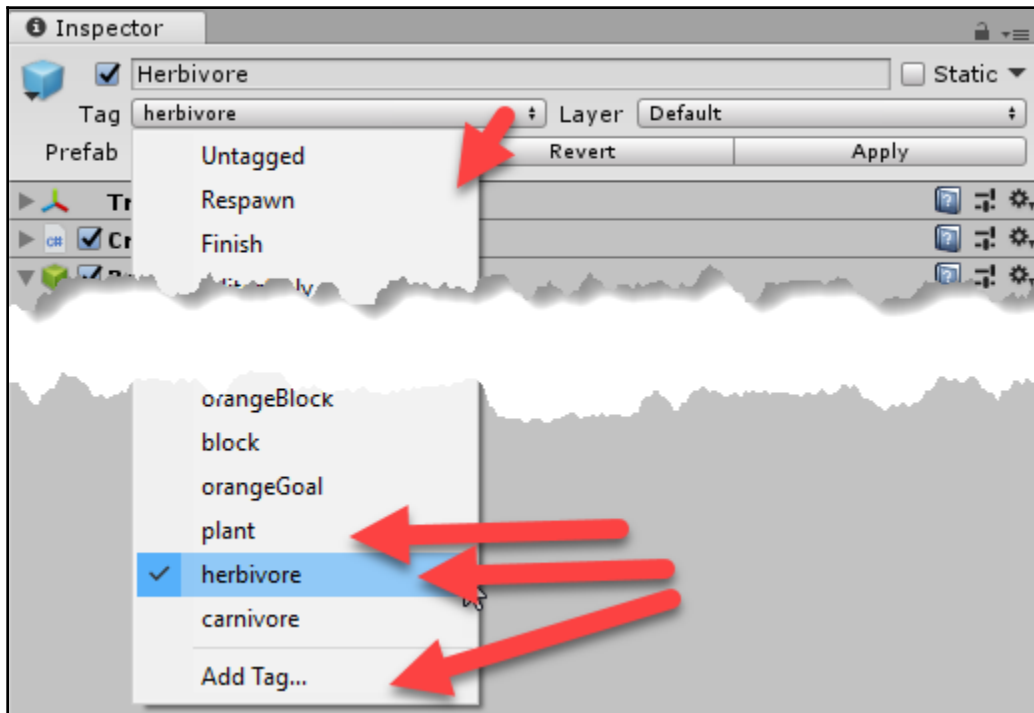 Inspector
Herbivore Static
Tag herbivore Layer Default
Prefab Revert Apply
Untagged
Respawn
Finish
orangeBlock
block
orangeGoal
plant
herbivore
carnivore
Add Tag...